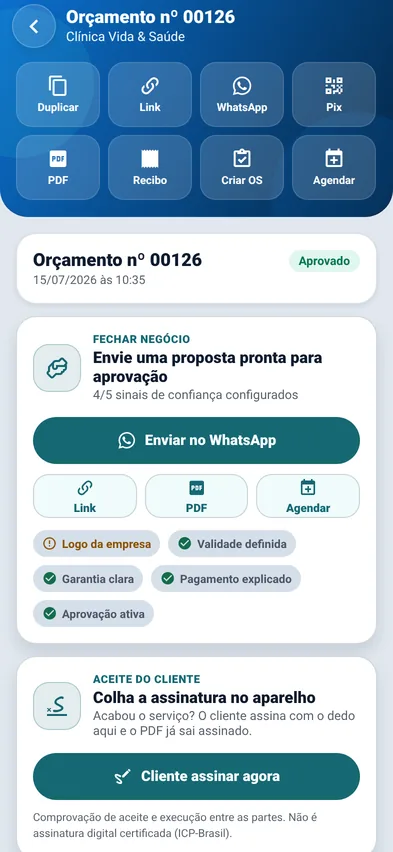 Orçamento nº 00126
Clínica Vida & Saúde
Duplicar
Link
WhatsApp
Pix
PDF
PDF
Recibo
Criar OS
Agendar
Orçamento nº 00126
Aprovado
15/07/2026 às 10:35
FECHAR NEGÓCIO
Envie uma proposta pronta para
aprovação
4/5 sinais de confiança configurados
Enviar no WhatsApp
Link
PDF
PDF
Agendar
Logo da empresa
Validade definida
Garantia clara
Pagamento explicado
Aprovação ativa
ACEITE DO CLIENTE
Colha a assinatura no aparelho
Acabou o serviço? O cliente assina com o dedo
aqui e o PDF já sai assinado.
Cliente assinar agora
Comprovação de aceite e execução entre as partes. Não é
assinatura digital certificada (ICP-Brasil).